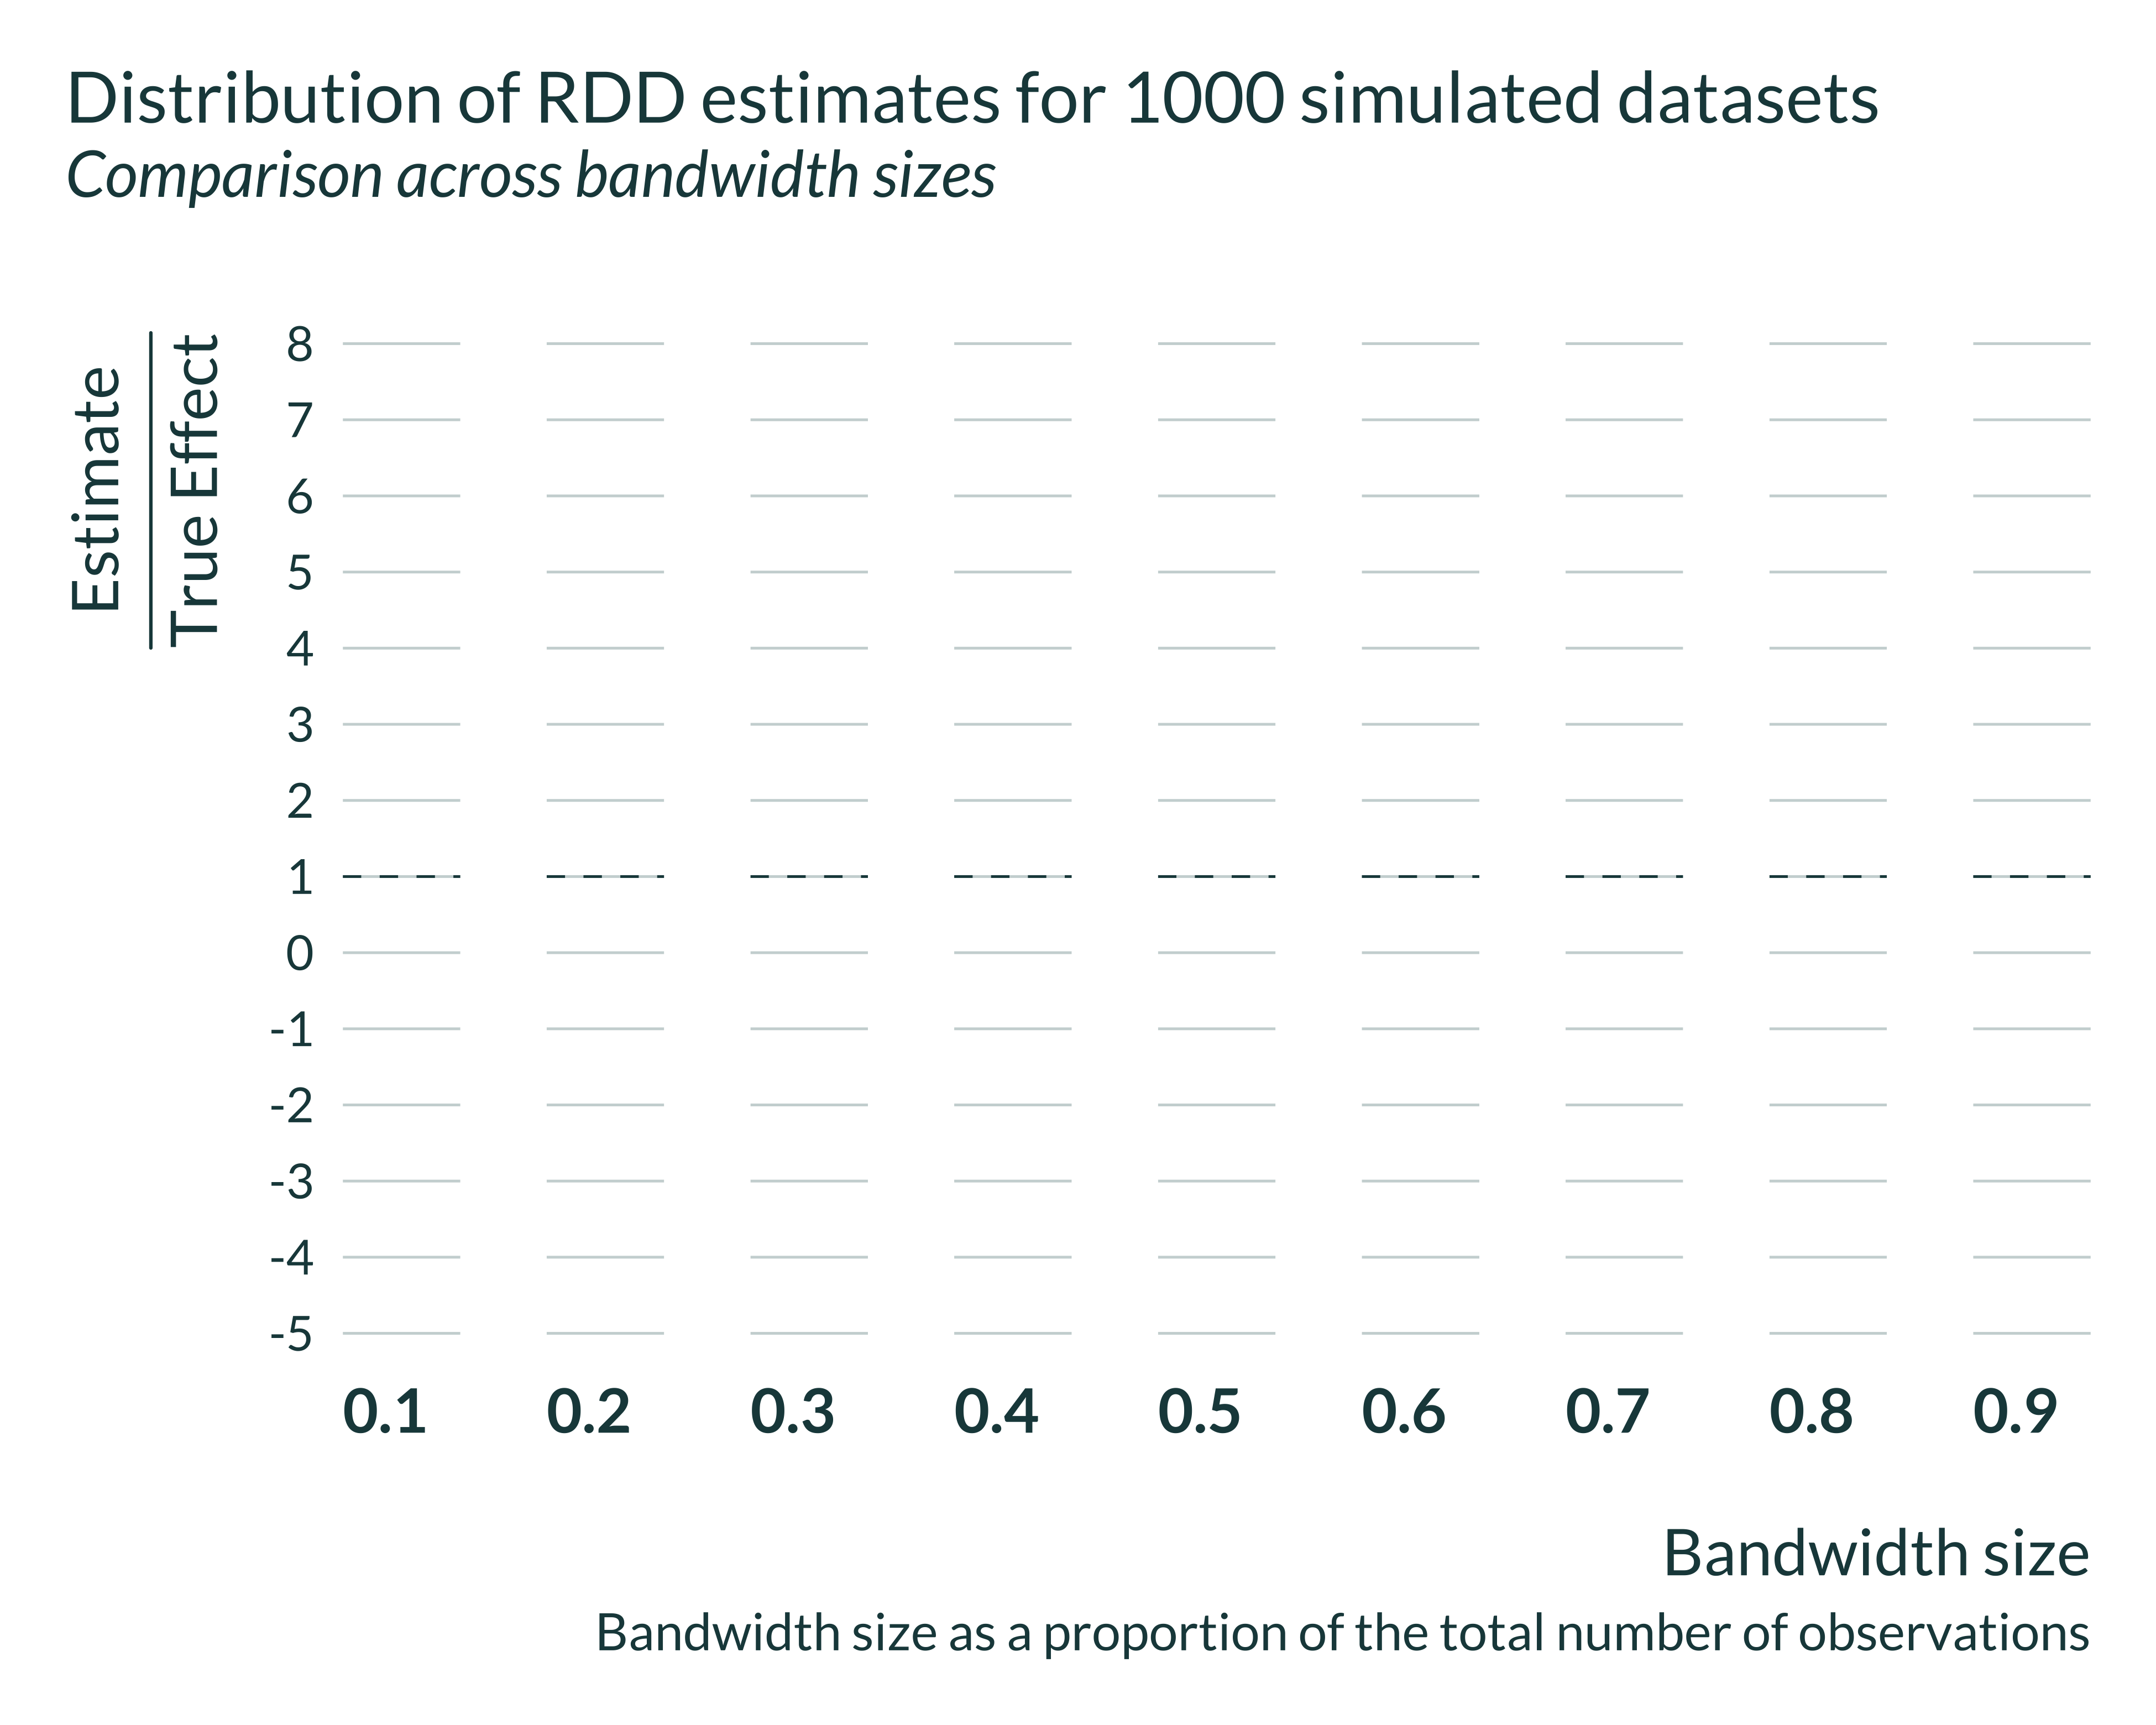 Distribution of RDD estimates for 1000 simulated datasets
Comparison across bandwidth sizes
Estimate
True Effect
8
7
6
5
4
3
2
1
0
-1
-2
-3
-4
-5
0.1 0.2 0.3 0.4 0.5 0.6 0.7 0.8 0.9
Bandwidth size
Bandwidth size as a proportion of the total number of observations